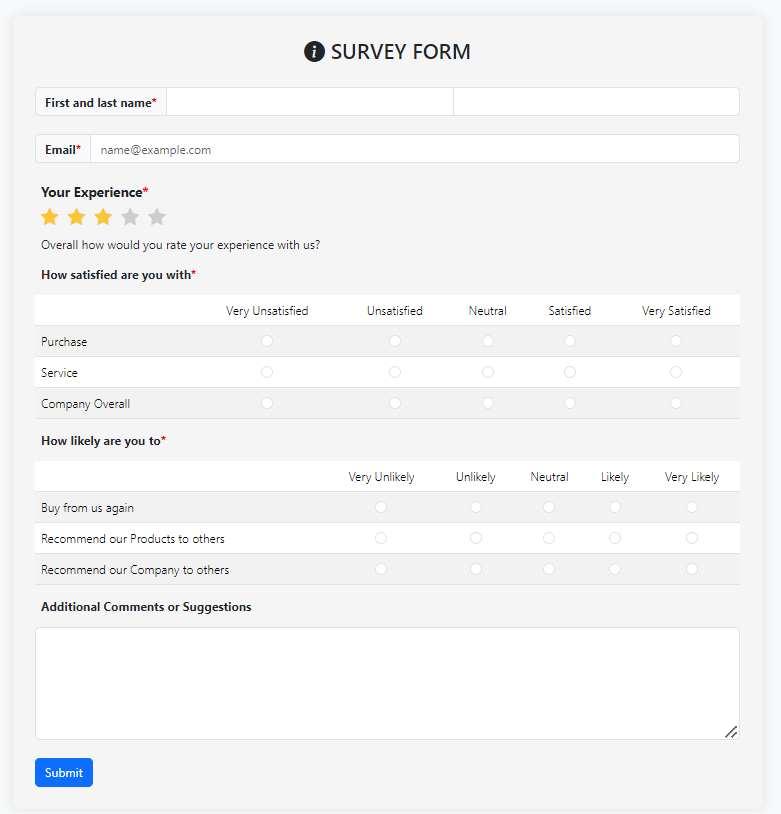 SURVEY FORM
First and last name*
Email* name@example.com
Your Experience*
Overall how would you rate your experience with us?
How satisfied are you with*
Very Unsatisfied Unsatisfied Neutral Satisfied Very Satisfied
Purchase
Service
Company Overall
How likely are you to*
Very Unlikely Unlikely Neutral Likely Very Likely
Buy from us again
Recommend our Products to others
Recommend our Company to others
Additional Comments or Suggestions
Submit